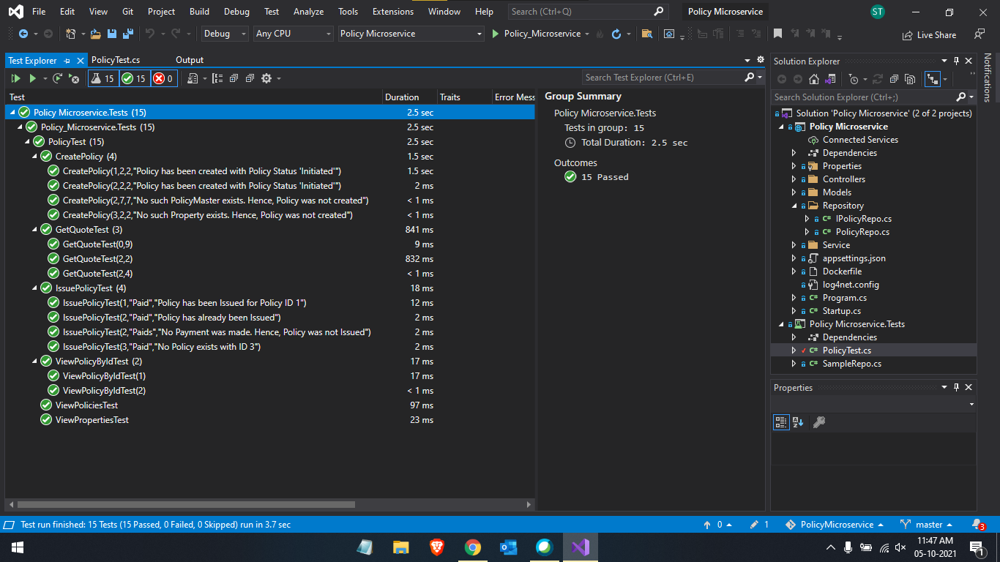 File Edit View Git Project Build Debug Test Analyze Tools Extensions Window Help Search (Ctrl+Q) Policy Microservice ST
Debug Any CPU Policy Microservice Policy_Microservice Live Share
Test Explorer PolicyTest.cs Output
15 15 0 Search Test Explorer (Ctrl+E)
Test Duration Traits Error Mess
Policy Microservice.Tests (15) 2.5 sec
Policy_Microservice.Tests (15) 2.5 sec
PolicyTest (15) 2.5 sec
CreatePolicy (4) 1.5 sec
CreatePolicy(1,2,2,"Policy has been created with Policy Status 'Initiated'") 1.5 sec
CreatePolicy(2,2,2,"Policy has been created with Policy Status 'Initiated'") 2 ms
CreatePolicy(2,7,7,"No such PolicyMaster exists. Hence, Policy was not created") < 1 ms
CreatePolicy(3,2,2,"No such Property exists. Hence, Policy was not created") < 1 ms
GetQuoteTest (3) 841 ms
GetQuoteTest(0,9) 9 ms
GetQuoteTest(2,2) 832 ms
GetQuoteTest(2,4) < 1 ms
IssuePolicyTest (4) 18 ms
IssuePolicyTest(1,"Paid","Policy has been Issued for Policy ID 1") 12 ms
IssuePolicyTest(2,"Paid","Policy has already been Issued") 2 ms
IssuePolicyTest(2,"Paids","No Payment was made. Hence, Policy was not Issued") 2 ms
IssuePolicyTest(3,"Paid","No Policy exists with ID 3") 2 ms
ViewPolicyByIdTest (2) 17 ms
ViewPolicyByIdTest(1) 17 ms
ViewPolicyByIdTest(2) < 1 ms
ViewPoliciesTest 97 ms
ViewPropertiesTest 23 ms
Group Summary
Policy Microservice.Tests
Tests in group: 15
Total Duration: 2.5 sec
Outcomes
15 Passed
Solution Explorer
Search Solution Explorer (Ctrl+;)
Solution 'Policy Microservice' (2 of 2 projects)
Policy Microservice
Connected Services
Dependencies
Properties
Controllers
Models
Repository
C# IPolicyRepo.cs
C# PolicyRepo.cs
Service
appsettings.json
Dockerfile
log4net.config
C# Program.cs
C# Startup.cs
Policy Microservice.Tests
Dependencies
C# PolicyTest.cs
C# SampleRepo.cs
Properties
Notifications
Test run finished: 15 Tests (15 Passed, 0 Failed, 0 Skipped) run in 3.7 sec 0 1 PolicyMicroservice master 3
11:47 AM
05-10-2021
1